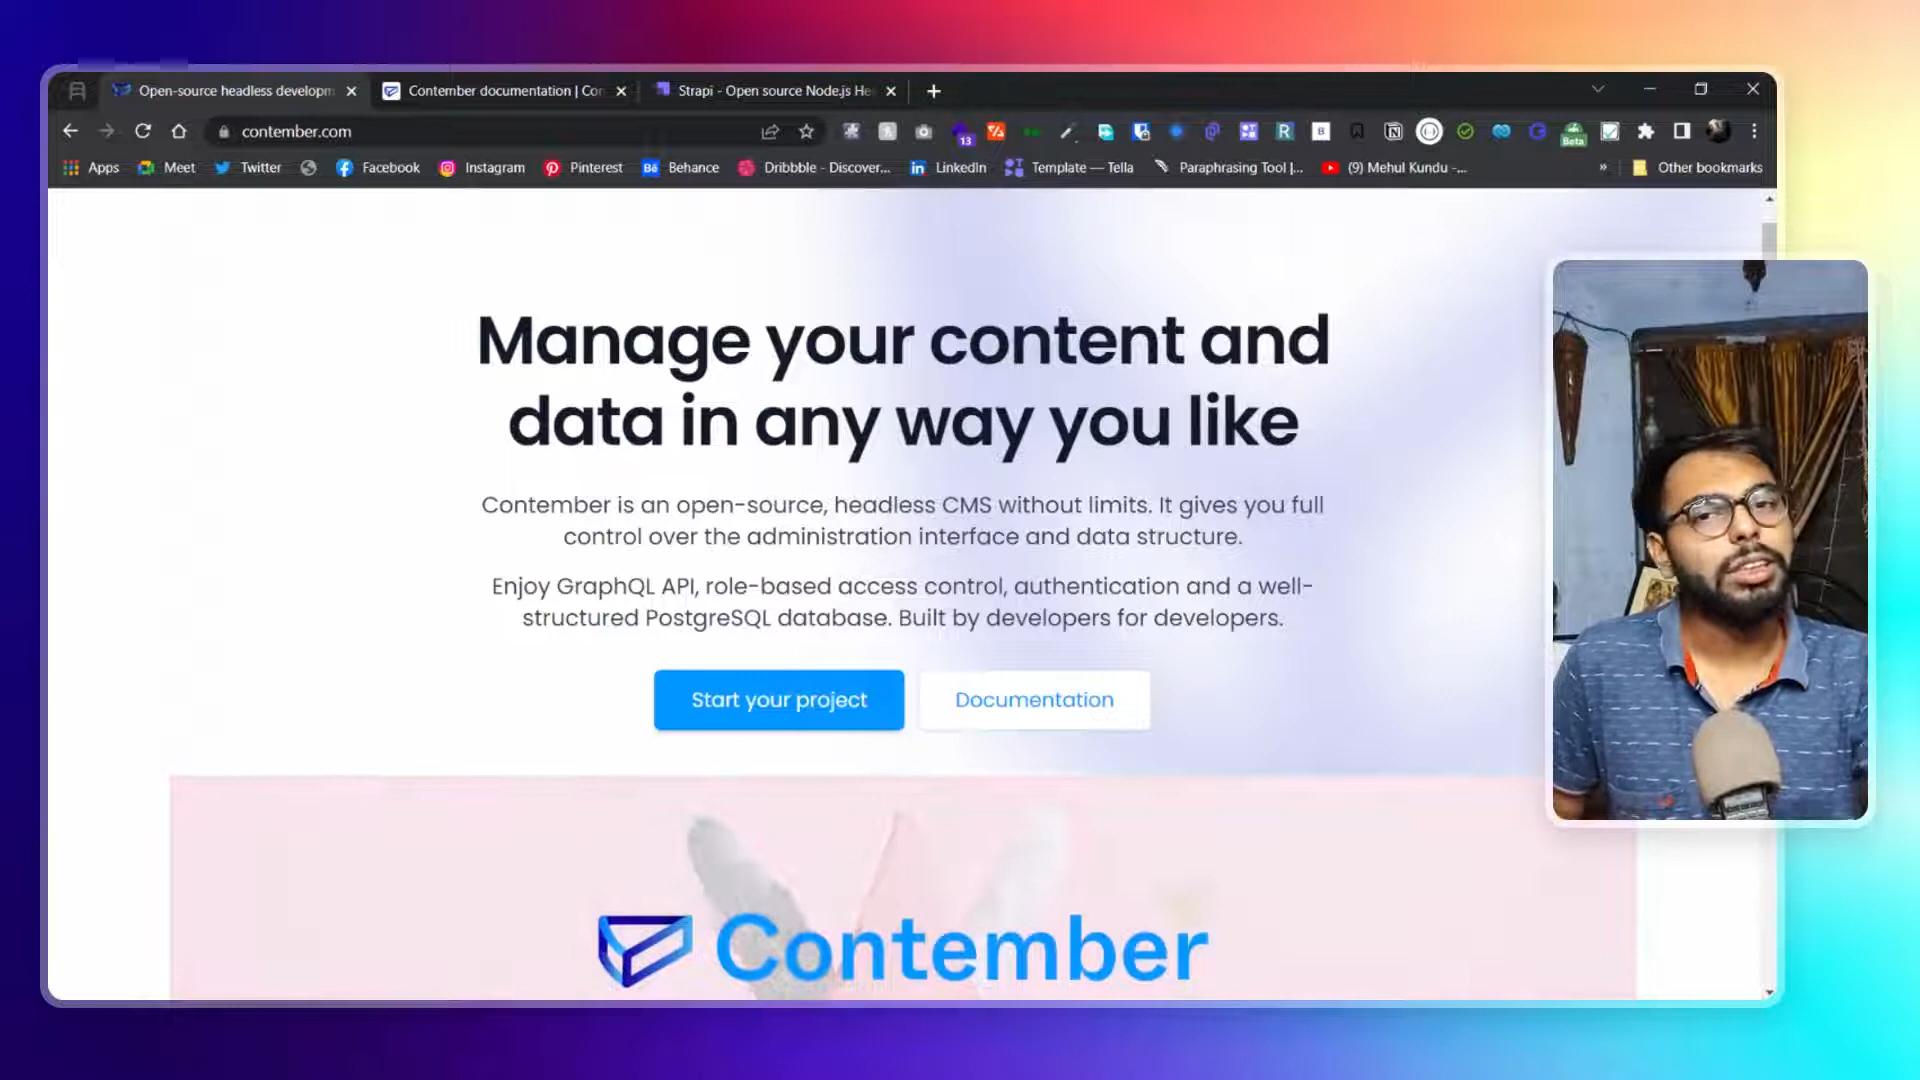 Open-source headless developm
Contember documentation | Con
Strapi - Open source Node.js He
contember.com
13
R
B
N
Beta
Apps
Meet
Twitter
Facebook
Instagram
Pinterest
Bē
Behance
Dribbble - Discover...
in
LinkedIn
Template — Tella
Paraphrasing Tool |...
(9) Mehul Kundu -...
»
Other bookmarks
Manage your content and
data in any way you like
Contember is an open-source, headless CMS without limits. It gives you full
control over the administration interface and data structure.
Enjoy GraphQL API, role-based access control, authentication and a well-
structured PostgreSQL database. Built by developers for developers.
Start your project
Documentation
Contember